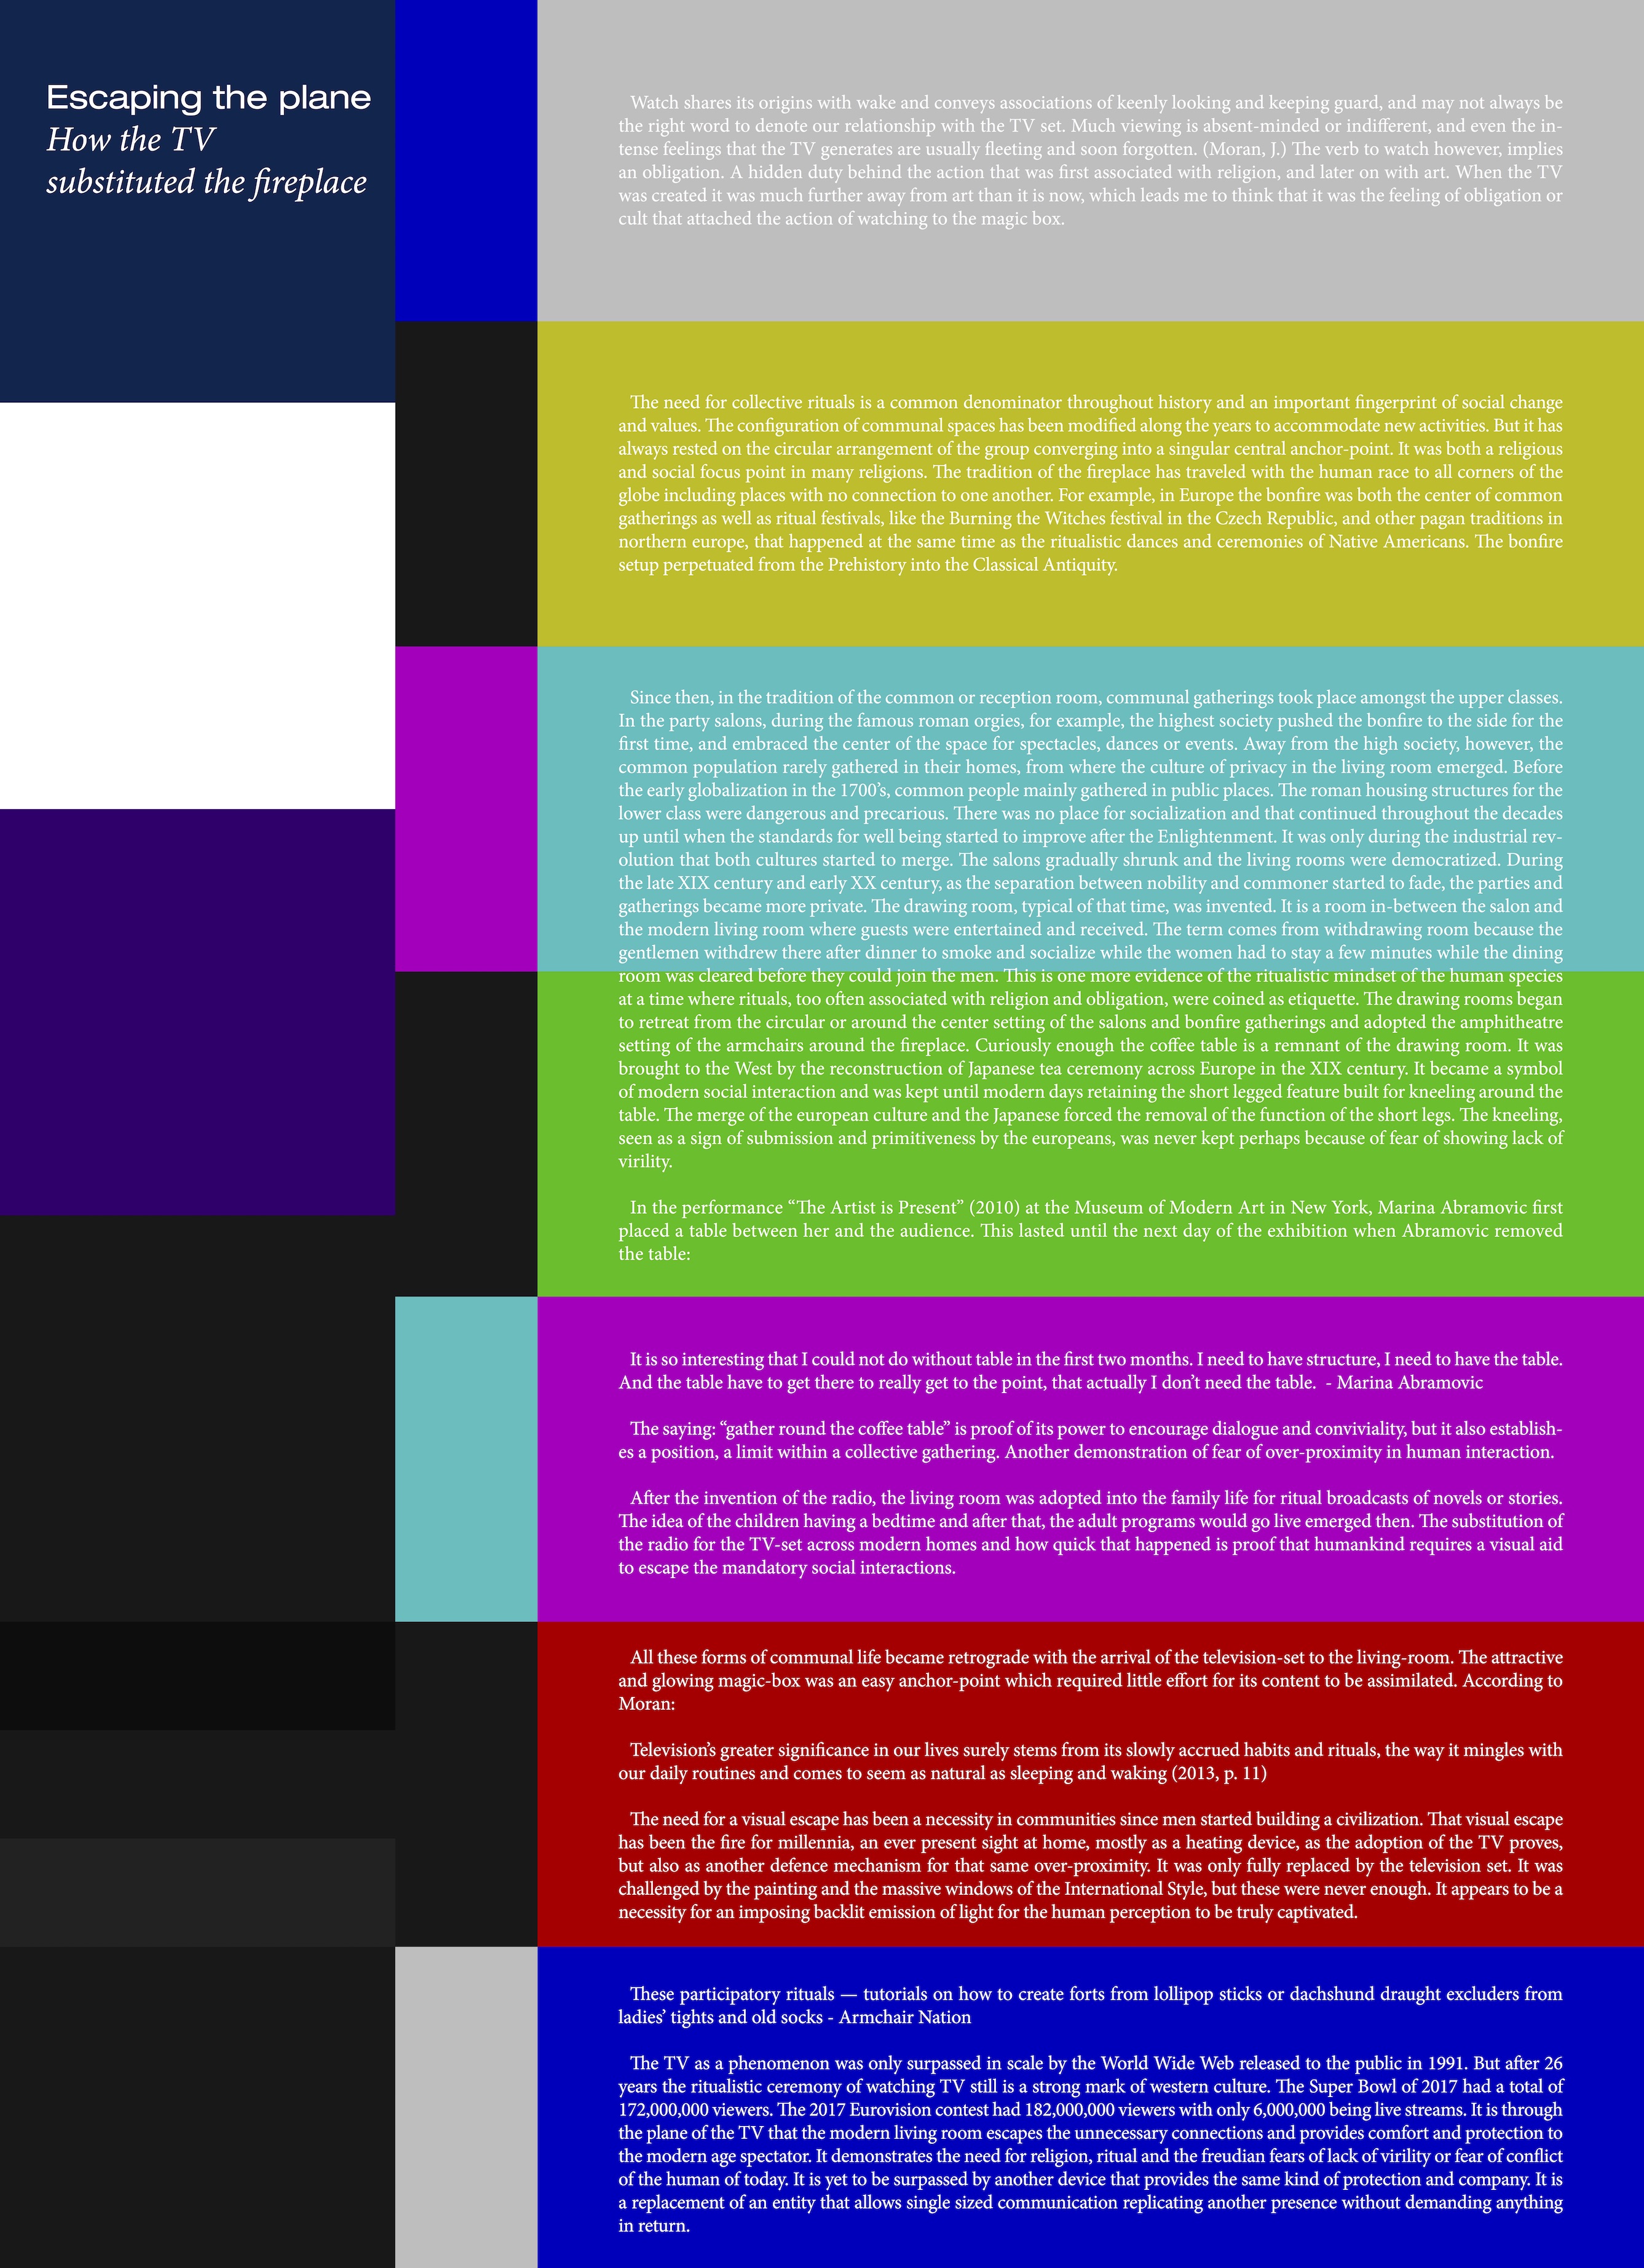 Escaping the plane
How the TV
substituted the fireplace
Watch shares its origins with wake and conveys associations of keenly looking and keeping guard, and may not always be
the right word to denote our relationship with the TV set. Much viewing is absent-minded or indifferent, and even the in-
tense feelings that the TV generates are usually fleeting and soon forgotten. (Moran, J.) The verb to watch however, implies
an obligation. A hidden duty behind the action that was first associated with religion, and later on with art. When the TV
was created it was much further away from art than it is now, which leads me to think that it was the feeling of obligation or
cult that attached the action of watching to the magic box.
The need for collective rituals is a common denominator throughout history and an important fingerprint of social change
and values. The configuration of communal spaces has been modified along the years to accommodate new activities. But it has
always rested on the circular arrangement of the group converging into a singular central anchor-point. It was both a religious
and social focus point in many religions. The tradition of the fireplace has traveled with the human race to all corners of the
globe including places with no connection to one another. For example, in Europe the bonfire was both the center of common
gatherings as well as ritual festivals, like the Burning the Witches festival in the Czech Republic, and other pagan traditions in
northern europe, that happened at the same time as the ritualistic dances and ceremonies of Native Americans. The bonfire
setup perpetuated from the Prehistory into the Classical Antiquity.
Since then, in the tradition of the common or reception room, communal gatherings took place amongst the upper classes.
In the party salons, during the famous roman orgies, for example, the highest society pushed the bonfire to the side for the
first time, and embraced the center of the space for spectacles, dances or events. Away from the high society, however, the
common population rarely gathered in their homes, from where the culture of privacy in the living room emerged. Before
the early globalization in the 1700's, common people mainly gathered in public places. The roman housing structures for the
lower class were dangerous and precarious. There was no place for socialization and that continued throughout the decades
up until when the standards for well being started to improve after the Enlightenment. It was only during the industrial rev-
olution that both cultures started to merge. The salons gradually shrunk and the living rooms were democratized. During
the late XIX century and early XX century, as the separation between nobility and commoner started to fade, the parties and
gatherings became more private. The drawing room, typical of that time, was invented. It is a room in-between the salon and
the modern living room where guests were entertained and received. The term comes from withdrawing room because the
gentlemen withdrew there after dinner to smoke and socialize while the women had to stay a few minutes while the dining
room was cleared before they could join the men. This is one more evidence of the ritualistic mindset of the human species
at a time where rituals, too often associated with religion and obligation, were coined as etiquette. The drawing rooms began
to retreat from the circular or around the center setting of the salons and bonfire gatherings and adopted the amphitheatre
setting of the armchairs around the fireplace. Curiously enough the coffee table is a remnant of the drawing room. It was
brought to the West by the reconstruction of Japanese tea ceremony across Europe in the XIX century. It became a symbol
of modern social interaction and was kept until modern days retaining the short legged feature built for kneeling around the
table. The merge of the european culture and the Japanese forced the removal of the function of the short legs. The kneeling,
seen as a sign of submission and primitiveness by the europeans, was never kept perhaps because of fear of showing lack of
virility.
In the performance “The Artist is Present” (2010) at the Museum of Modern Art in New York, Marina Abramovic first
placed a table between her and the audience. This lasted until the next day of the exhibition when Abramovic removed
the table:
It is so interesting that I could not do without table in the first two months. I need to have structure, I need to have the table.
And the table have to get there to really get to the point, that actually I don't need the table.  - Marina Abramovic
The saying: “gather round the coffee table” is proof of its power to encourage dialogue and conviviality, but it also establish-
es a position, a limit within a collective gathering. Another demonstration of fear of over-proximity in human interaction.
After the invention of the radio, the living room was adopted into the family life for ritual broadcasts of novels or stories.
The idea of the children having a bedtime and after that, the adult programs would go live emerged then. The substitution of
the radio for the TV-set across modern homes and how quick that happened is proof that humankind requires a visual aid
to escape the mandatory social interactions.
All these forms of communal life became retrograde with the arrival of the television-set to the living-room. The attractive
and glowing magic-box was an easy anchor-point which required little effort for its content to be assimilated. According to
Moran:
Television's greater significance in our lives surely stems from its slowly accrued habits and rituals, the way it mingles with
our daily routines and comes to seem as natural as sleeping and waking (2013, p. 11)
The need for a visual escape has been a necessity in communities since men started building a civilization. That visual escape
has been the fire for millennia, an ever present sight at home, mostly as a heating device, as the adoption of the TV proves,
but also as another defence mechanism for that same over-proximity. It was only fully replaced by the television set. It was
challenged by the painting and the massive windows of the International Style, but these were never enough. It appears to be a
necessity for an imposing backlit emission of light for the human perception to be truly captivated.
These participatory rituals — tutorials on how to create forts from lollipop sticks or dachshund draught excluders from
ladies' tights and old socks - Armchair Nation
The TV as a phenomenon was only surpassed in scale by the World Wide Web released to the public in 1991. But after 26
years the ritualistic ceremony of watching TV still is a strong mark of western culture. The Super Bowl of 2017 had a total of
172,000,000 viewers. The 2017 Eurovision contest had 182,000,000 viewers with only 6,000,000 being live streams. It is through
the plane of the TV that the modern living room escapes the unnecessary connections and provides comfort and protection to
the modern age spectator. It demonstrates the need for religion, ritual and the freudian fears of lack of virility or fear of conflict
of the human of today. It is yet to be surpassed by another device that provides the same kind of protection and company. It is
a replacement of an entity that allows single sized communication replicating another presence without demanding anything
in return.